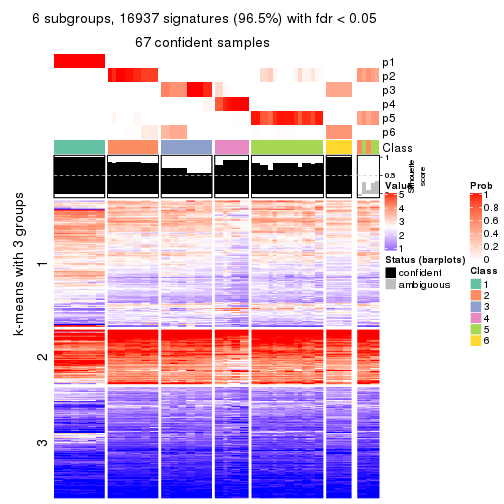 6 subgroups, 16937 signatures (96.5%) with fdr < 0.05
67 confident samples
p1
p2
p3
p4
p5
p6
Class
1
0.5
0
Silhouette
score
k-means with 3 groups
1
2
3
Value
5
4
3
2
1
Status (barplots)
confident
ambiguous
Prob
1
0.8
0.6
0.4
0.2
0
Class
1
2
3
4
5
6